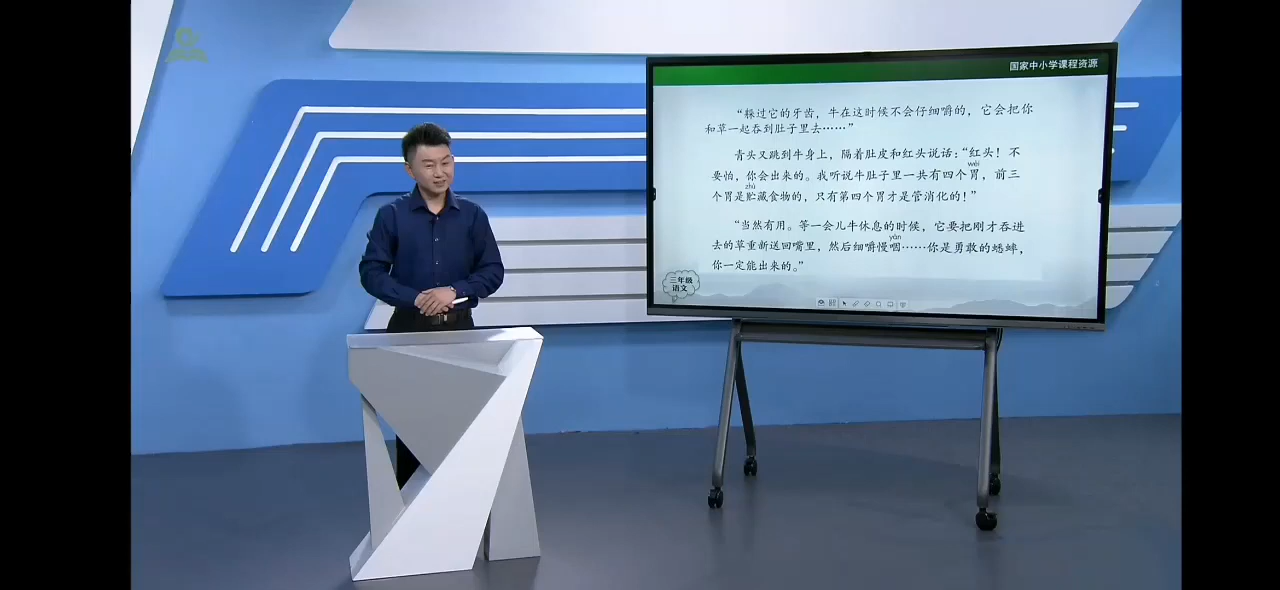 国家中小学课程资源
“躲过它的牙齿，牛在这时候不会仔细嚼的，它会把你
和草一起吞到肚子里去……”
青头又跳到牛身上，隔着肚皮和红头说话：“红头！不
wèi
要怕，你会出来的。我听说牛肚子里一共有四个胃，前三
zhù
个胃是贮藏食物的，只有第四个胃才是管消化的！”
“当然有用。等一会儿牛休息的时候，它要把刚才吞进
yàn
去的草重新送回嘴里，然后细嚼慢咽……你是勇敢的蟋蟀，
你一定能出来的。”
三年级
语文